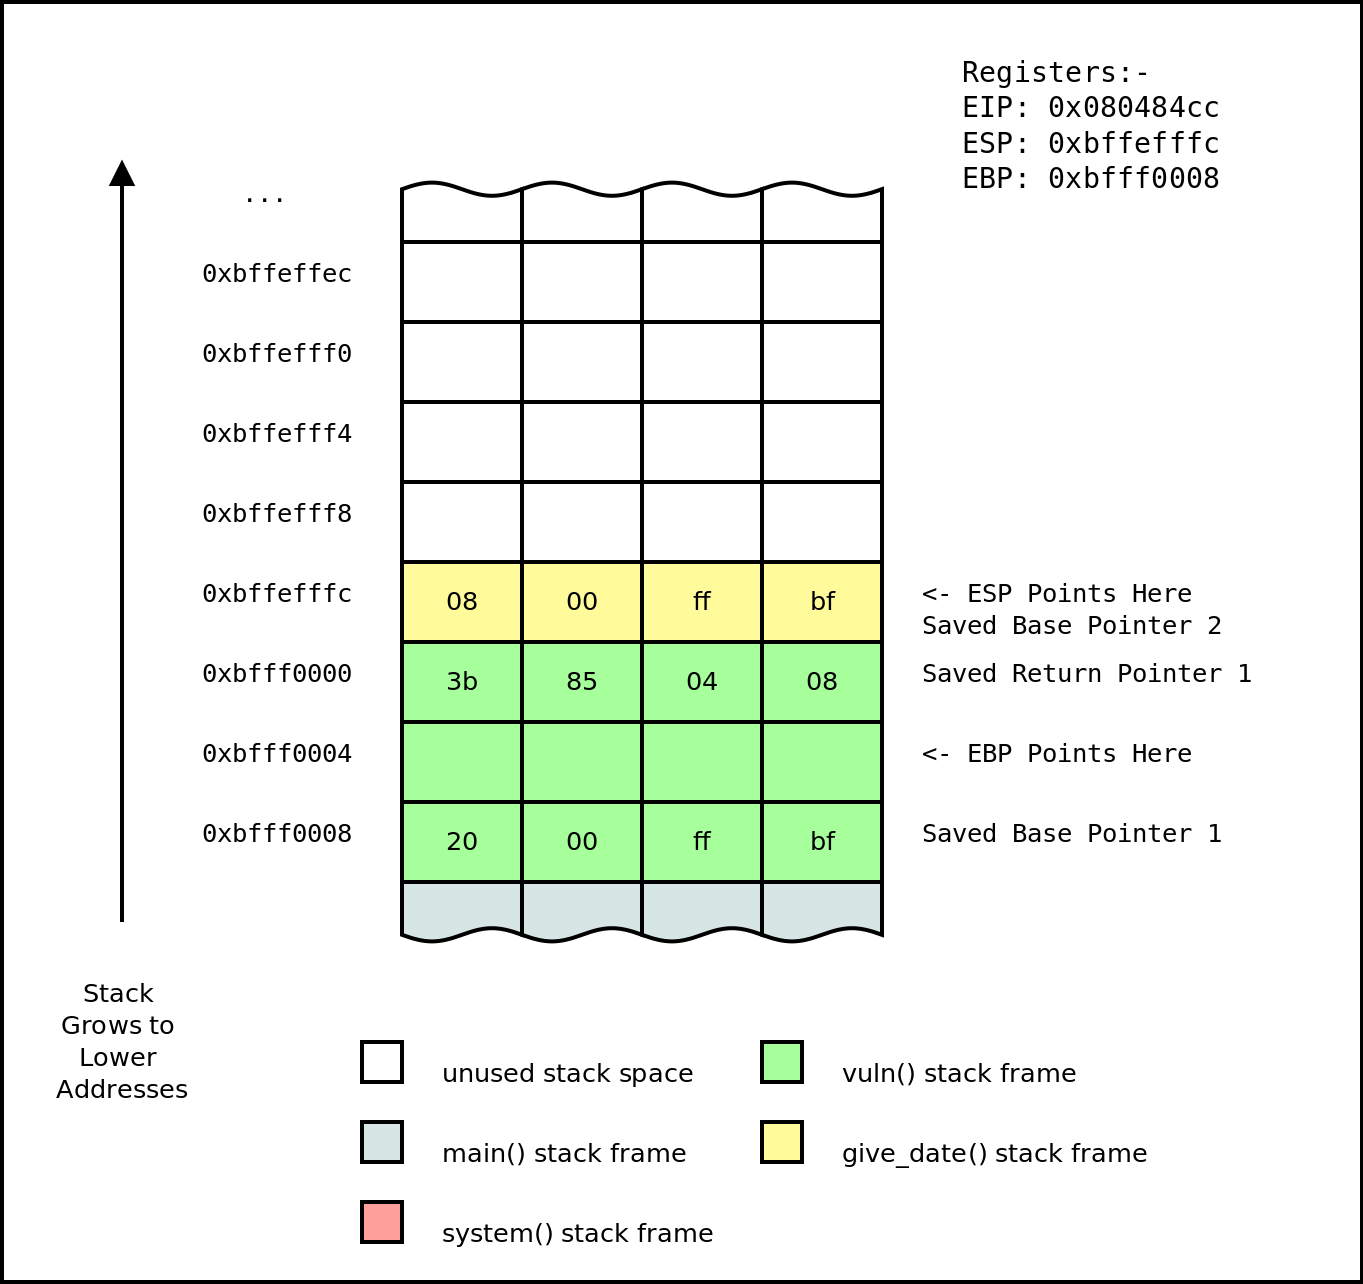 Registers:-
EIP: 0x080484cc
ESP: 0xbffefffc
EBP: 0xbfff0008
...
0xbffeffec
0xbffefff0
0xbffefff4
0xbffefff8
0xbffefffc 08 00 ff bf <- ESP Points Here
Saved Base Pointer 2
0xbfff0000 3b 85 04 08 Saved Return Pointer 1
0xbfff0004 <- EBP Points Here
0xbfff0008 20 00 ff bf Saved Base Pointer 1
Stack
Grows to
Lower
Addresses
unused stack space
vuln() stack frame
main() stack frame
give_date() stack frame
system() stack frame